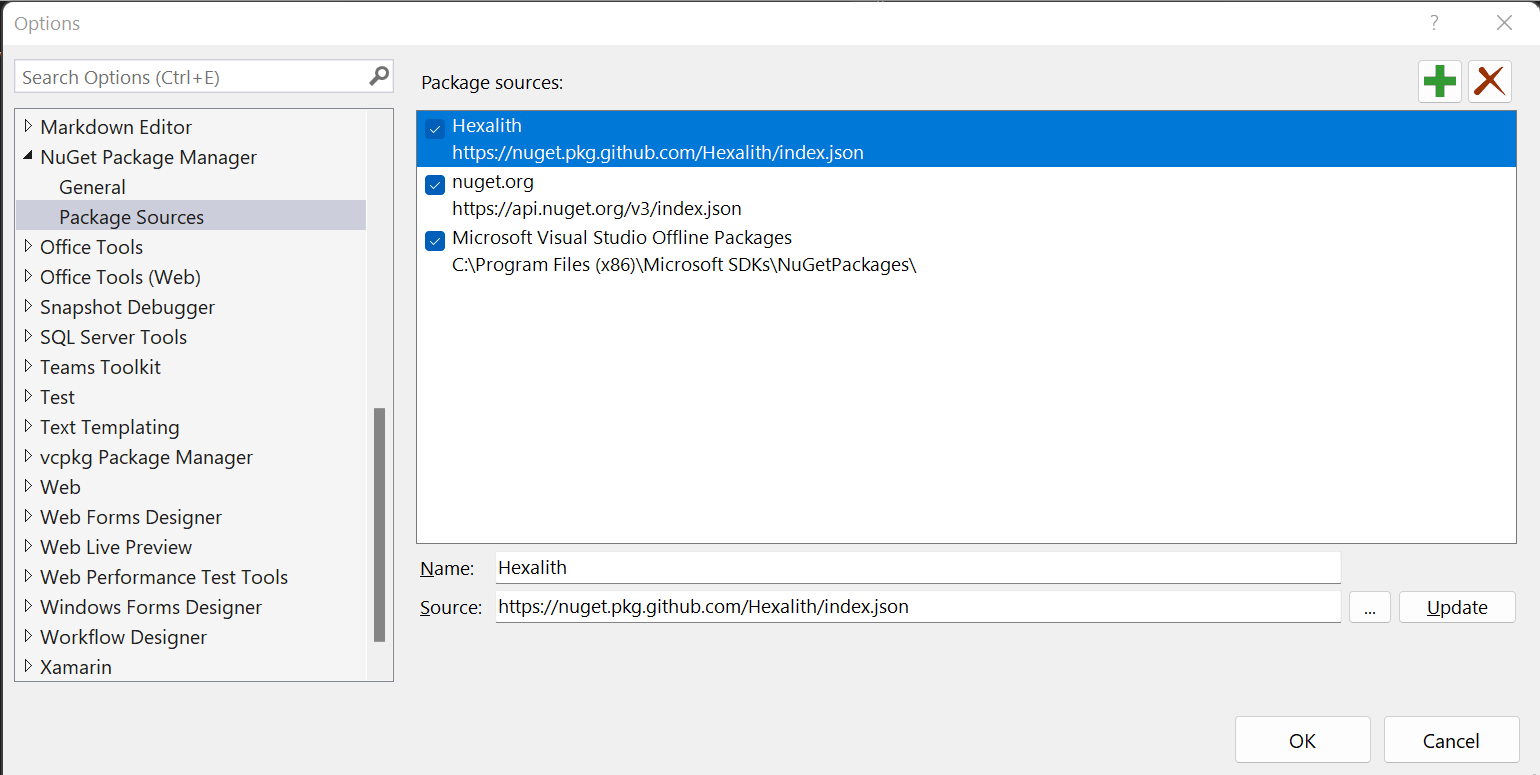 Options
?
Search Options (Ctrl+E)
Markdown Editor
NuGet Package Manager
General
Package Sources
Office Tools
Office Tools (Web)
Snapshot Debugger
SQL Server Tools
Teams Toolkit
Test
Text Templating
vcpkg Package Manager
Web
Web Forms Designer
Web Live Preview
Web Performance Test Tools
Windows Forms Designer
Workflow Designer
Xamarin
Package sources:
Hexalith
https://nuget.pkg.github.com/Hexalith/index.json
nuget.org
https://api.nuget.org/v3/index.json
Microsoft Visual Studio Offline Packages
C:\Program Files (x86)\Microsoft SDKs\NuGetPackages\
Name: Hexalith
Source: https://nuget.pkg.github.com/Hexalith/index.json ... Update
OK Cancel